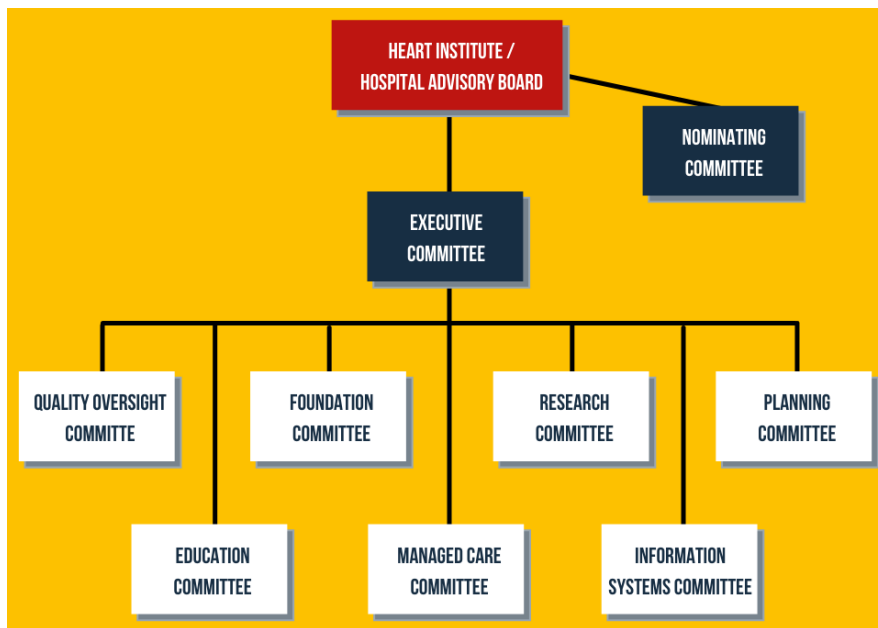 HEART INSTITUTE /
HOSPITAL ADVISORY BOARD
NOMINATING
COMMITTEE
EXECUTIVE
COMMITTEE
QUALITY OVERSIGHT
COMMITTE
FOUNDATION
COMMITTEE
RESEARCH
COMMITTEE
PLANNING
COMMITTEE
EDUCATION
COMMITTEE
MANAGED CARE
COMMITTEE
INFORMATION
SYSTEMS COMMITTEE